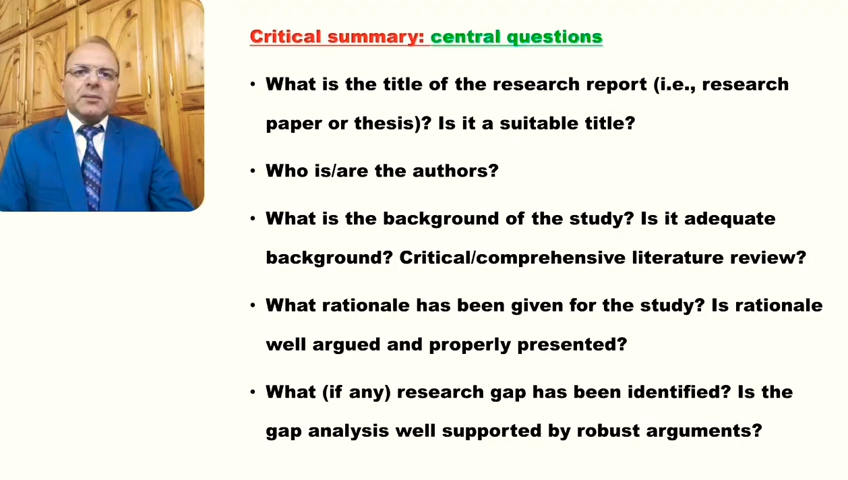 Critical summary: central questions
• What is the title of the research report (i.e., research
paper or thesis)? Is it a suitable title?
• Who is/are the authors?
• What is the background of the study? Is it adequate
background? Critical/comprehensive literature review?
• What rationale has been given for the study? Is rationale
well argued and properly presented?
• What (if any) research gap has been identified? Is the
gap analysis well supported by robust arguments?